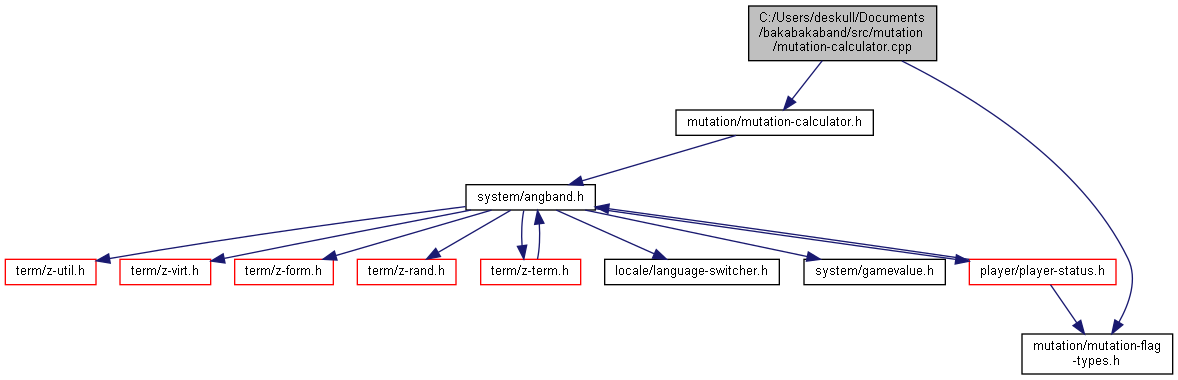 C:/Users/deskull/Documents
/bakabakaband/src/mutation
/mutation-calculator.cpp
mutation/mutation-calculator.h
system/angband.h
term/z-util.h
term/z-virt.h
term/z-form.h
term/z-rand.h
term/z-term.h
locale/language-switcher.h
system/gamevalue.h
player/player-status.h
mutation/mutation-flag
-types.h